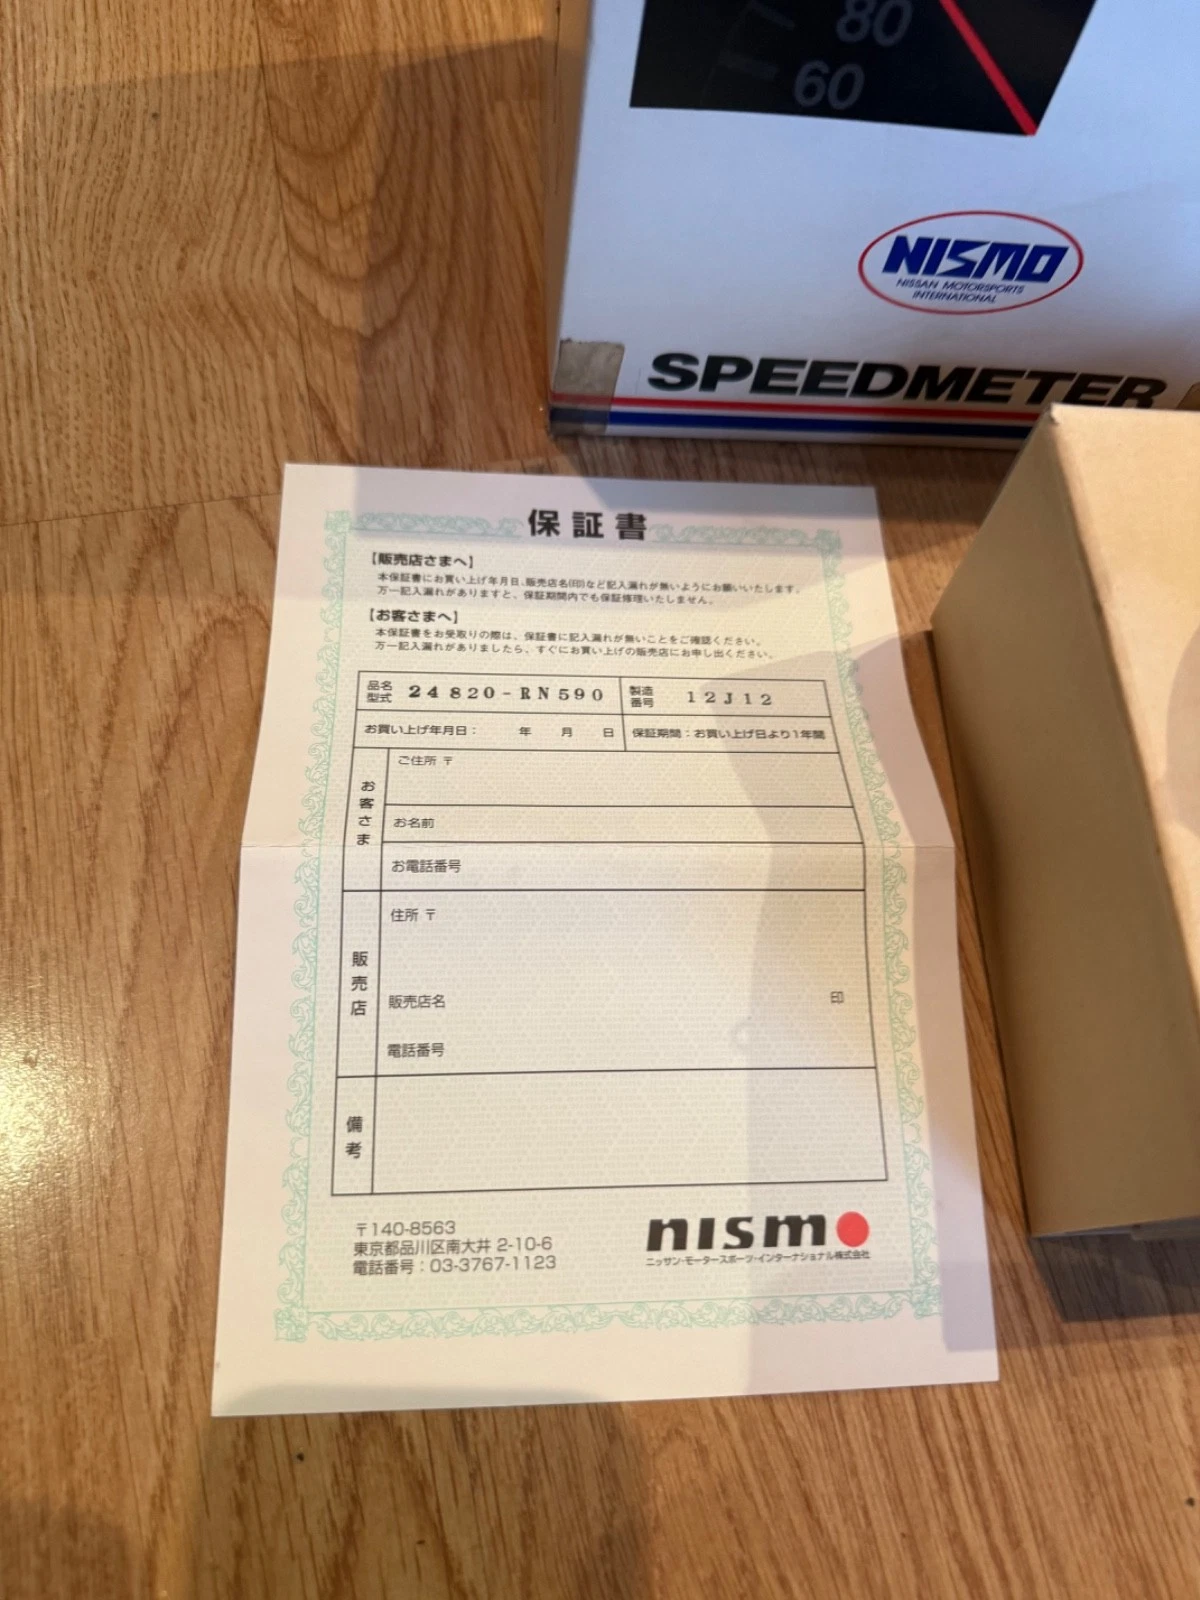 80
60
NISMO
NISSAN MOTORSPORTS
INTERNATIONAL
SPEEDMETER
保証書
【販売店さまへ】
本保証書にお買い上げ年月日、販売店名(印)など記入漏れが無いようにお願いいたします。
万一記入漏れがありますと、保証期間内でも保証修理いたしません。
【お客さまへ】
本保証書をお受取りの際は、保証書に記入漏れが無いことをご確認ください。
万一記入漏れがありましたら、すぐにお買い上げの販売店にお申し出ください。
品名型式 24820-RN590 製造番号 12J12
お買い上げ年月日： 年 月 日 保証期間：お買い上げ日より1年間
お客さま
ご住所 〒
お名前
お電話番号
販売店
住所 〒
販売店名 印
電話番号
備考
〒140-8563
東京都品川区南大井 2-10-6
電話番号：03-3767-1123
nismo
ニッサン・モータースポーツ・インターナショナル株式会社